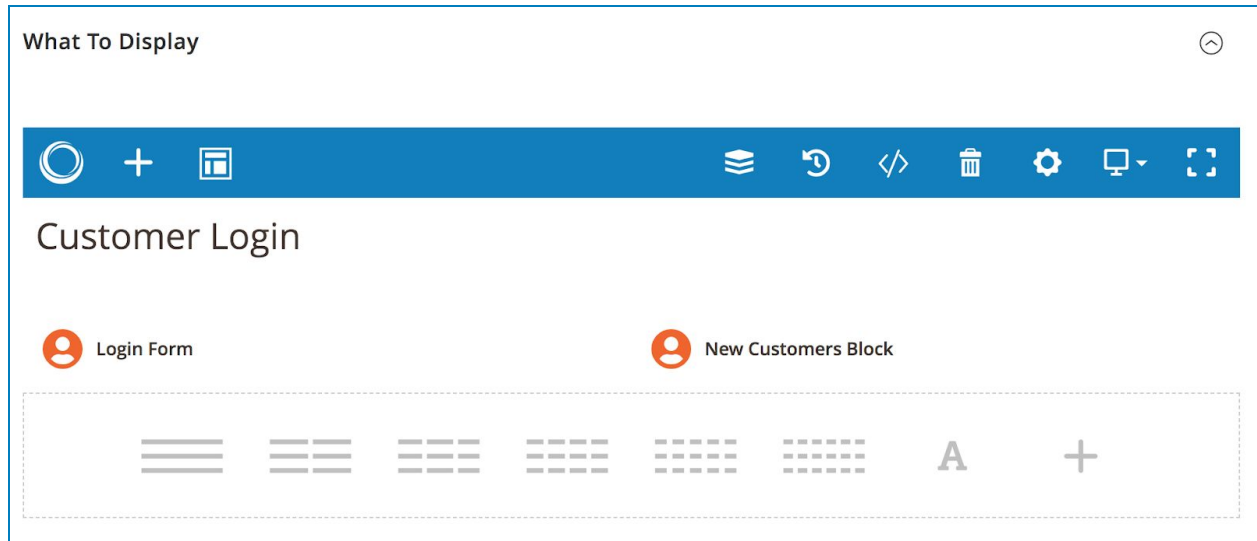 What To Display
Customer Login
Login Form
New Customers Block
A